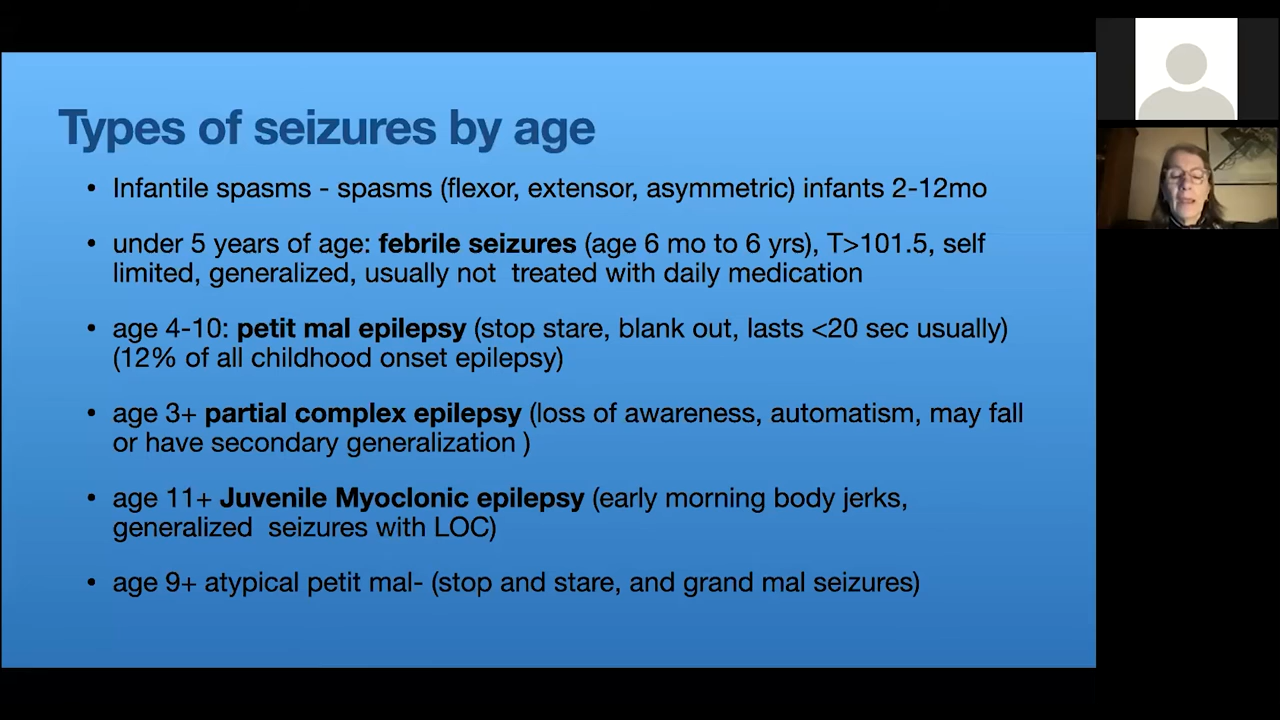 Types of seizures by age
• Infantile spasms - spasms (flexor, extensor, asymmetric) infants 2-12mo
• under 5 years of age: febrile seizures (age 6 mo to 6 yrs), T>101.5, self
limited, generalized, usually not  treated with daily medication
• age 4-10: petit mal epilepsy (stop stare, blank out, lasts <20 sec usually)
(12% of all childhood onset epilepsy)
• age 3+ partial complex epilepsy (loss of awareness, automatism, may fall
or have secondary generalization )
• age 11+ Juvenile Myoclonic epilepsy (early morning body jerks,
generalized  seizures with LOC)
• age 9+ atypical petit mal- (stop and stare, and grand mal seizures)